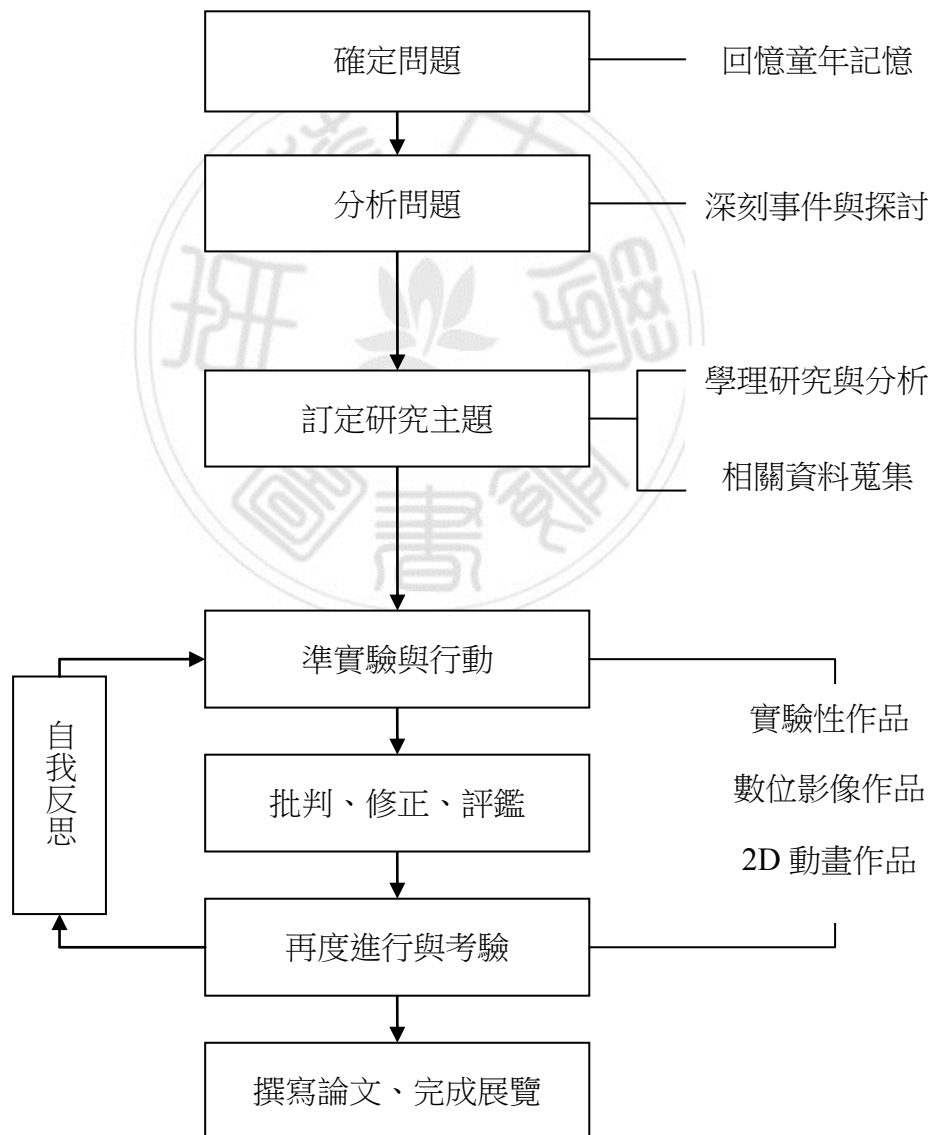 確定問題
回憶童年記憶
分析問題
深刻事件與探討
訂定研究主題
學理研究與分析
相關資料蒐集
準實驗與行動
自我反思
實驗性作品
批判、修正、評鑑
數位影像作品
2D 動畫作品
再度進行與考驗
撰寫論文、完成展覽